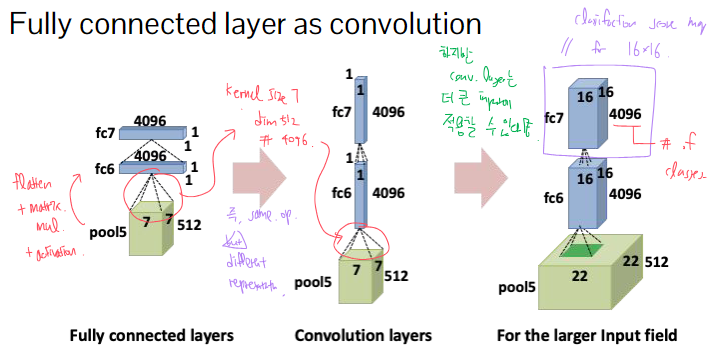 Fully connected layer as convolution
classification score map
// for 16×16.
하지만
conv. layer는
더 큰 input에
적용할 수 있다
kernel size 7
dim 512
# 4096.
flatten
+ matrix.
mul.
+ activation.
4096
fc7
1
1
4096
fc6
1
1
pool5
7
7
512
즉, same op.
but
different
representation.
1
1
fc7
4096
1
1
fc6
4096
pool5
7
7
512
16
16
fc7
4096
# of
classes
16
16
fc6
4096
22
22
512
pool5
Fully connected layers
Convolution layers
For the larger Input field